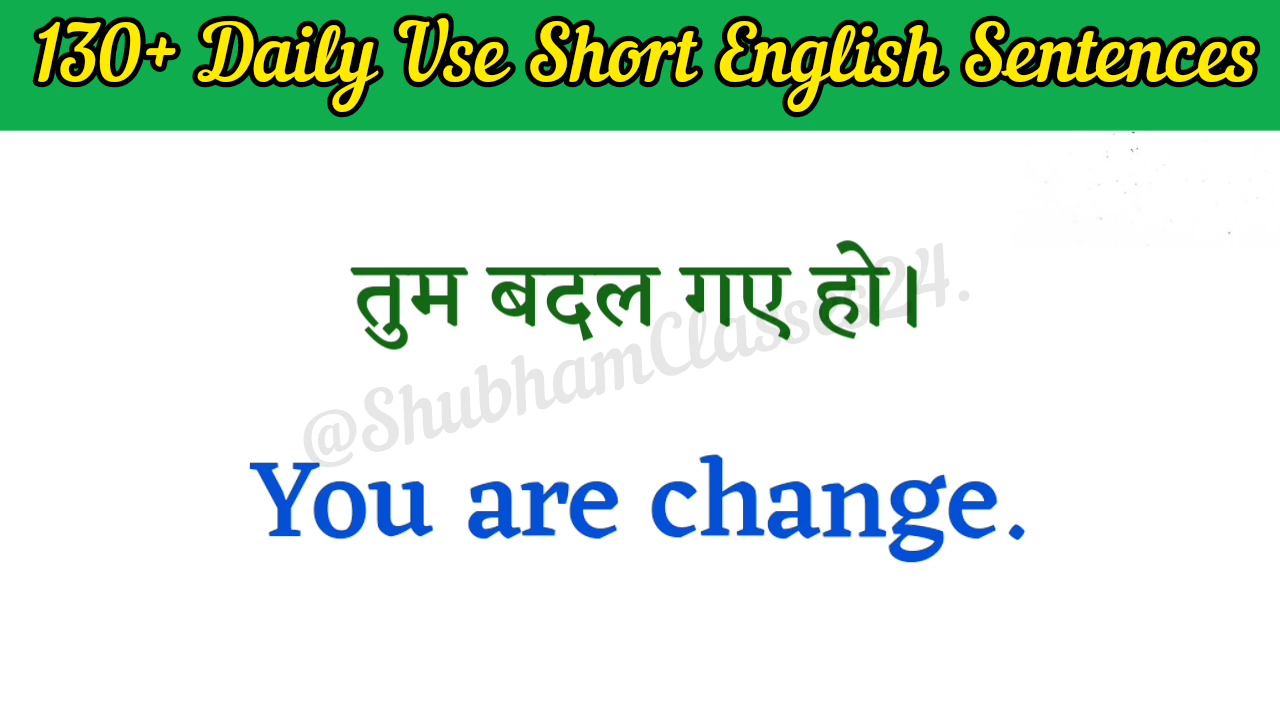 130+ Daily Use Short English Sentences
तुम बदल गए हो।
@ShubhamClasses24.
You are change.